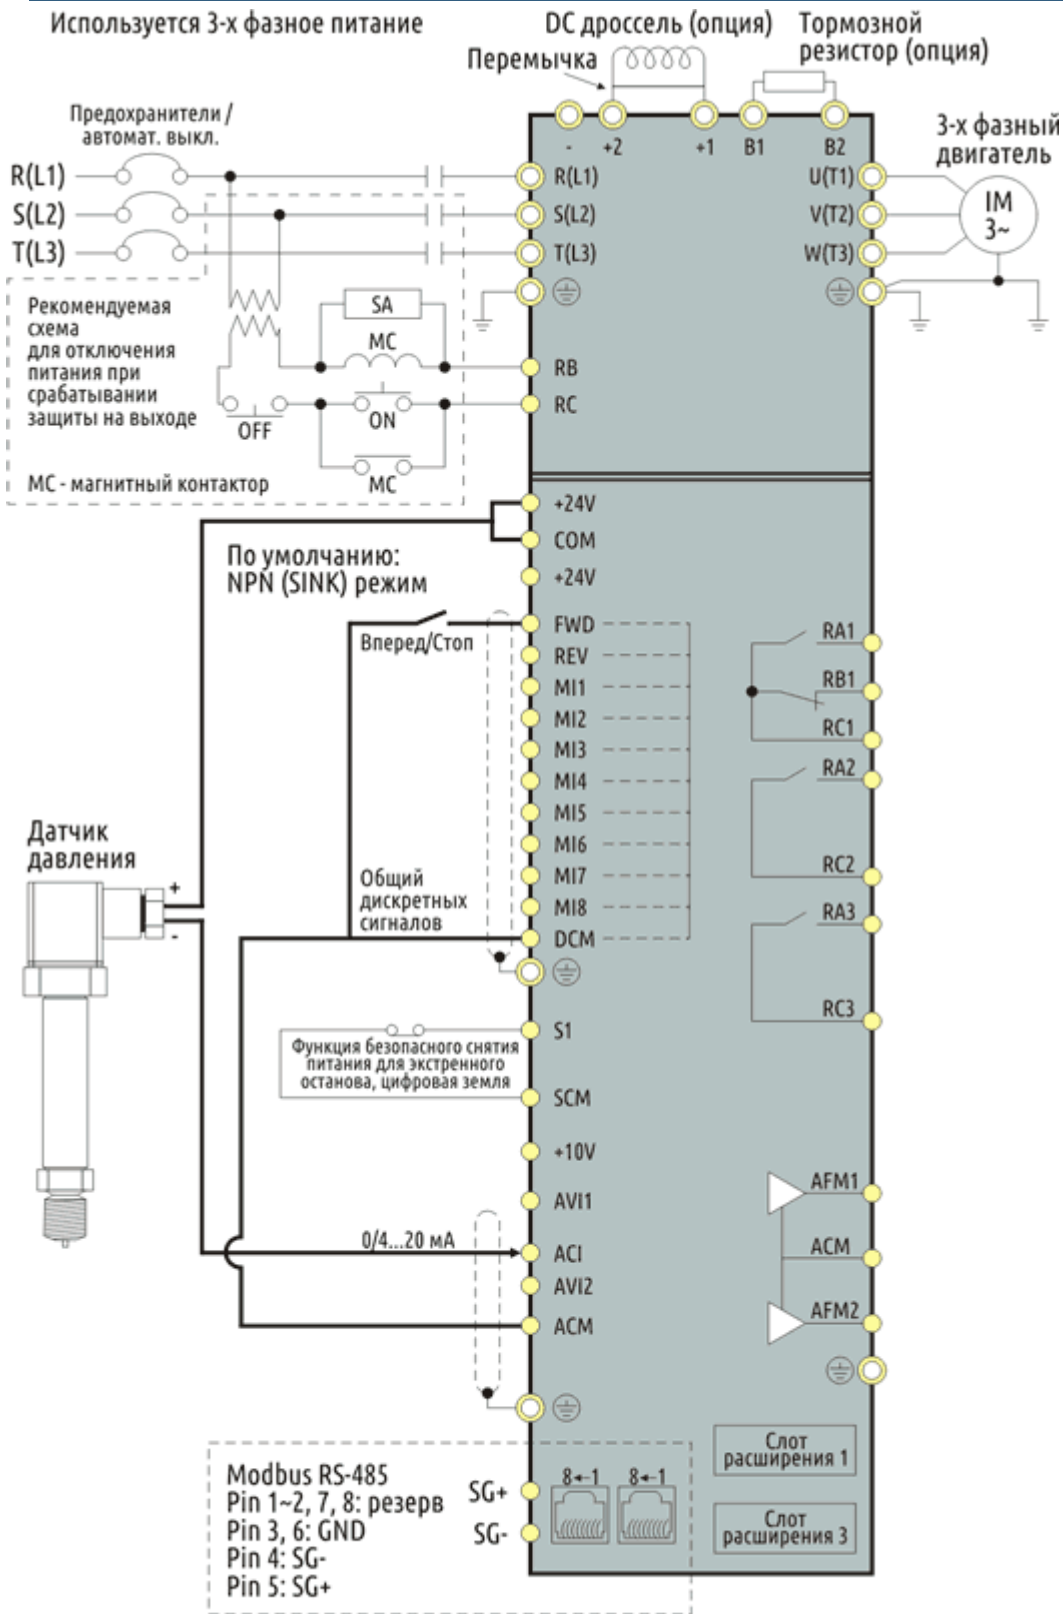 Используется 3-х фазное питание
DC дроссель (опция)
Перемычка
Тормозной
резистор (опция)
Предохранители /
автомат. выкл.
3-х фазный
двигатель
- +2 +1 B1 B2
R(L1)
S(L2)
T(L3)
R(L1)
S(L2)
T(L3)
U(T1)
V(T2)
W(T3)
IM
3~
Рекомендуемая
схема
для отключения
питания при
срабатывании
защиты на выходе
SA
MC
OFF
ON
MC
RB
RC
МС - магнитный контактор
+24V
COM
+24V
По умолчанию:
NPN (SINK) режим
Вперед/Стоп
FWD
REV
MI1
MI2
MI3
MI4
MI5
MI6
MI7
MI8
DCM
RA1
RB1
RC1
RA2
RC2
RA3
RC3
Датчик
давления
+
-
Общий
дискретных
сигналов
S1
Функция безопасного снятия
питания для экстренного
останова, цифровая земля
SCM
+10V
AVI1
0/4...20 мА
ACI
AVI2
ACM
AFM1
ACM
AFM2
Слот
расширения 1
Слот
расширения 3
Modbus RS-485
Pin 1~2, 7, 8: резерв
Pin 3, 6: GND
Pin 4: SG-
Pin 5: SG+
SG+
SG-
8←1
8←1